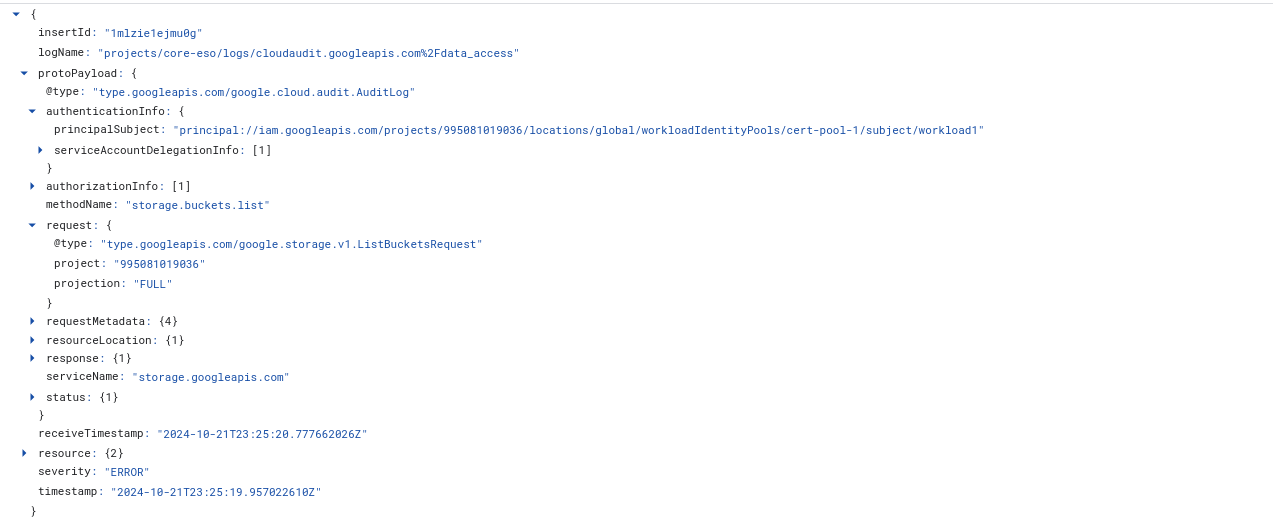 {
insertId: "1mlzie1ejmu0g"
logName: "projects/core-eso/logs/cloudaudit.googleapis.com%2Fdata_access"
protoPayload: {
@type: "type.googleapis.com/google.cloud.audit.AuditLog"
authenticationInfo: {
principalSubject: "principal://iam.googleapis.com/projects/995081019036/locations/global/workloadIdentityPools/cert-pool-1/subject/workload1"
serviceAccountDelegationInfo: [1]
}
authorizationInfo: [1]
methodName: "storage.buckets.list"
request: {
@type: "type.googleapis.com/google.storage.v1.ListBucketsRequest"
project: "995081019036"
projection: "FULL"
}
requestMetadata: {4}
resourceLocation: {1}
response: {1}
serviceName: "storage.googleapis.com"
status: {1}
}
receiveTimestamp: "2024-10-21T23:25:20.777662026Z"
resource: {2}
severity: "ERROR"
timestamp: "2024-10-21T23:25:19.957022610Z"
}